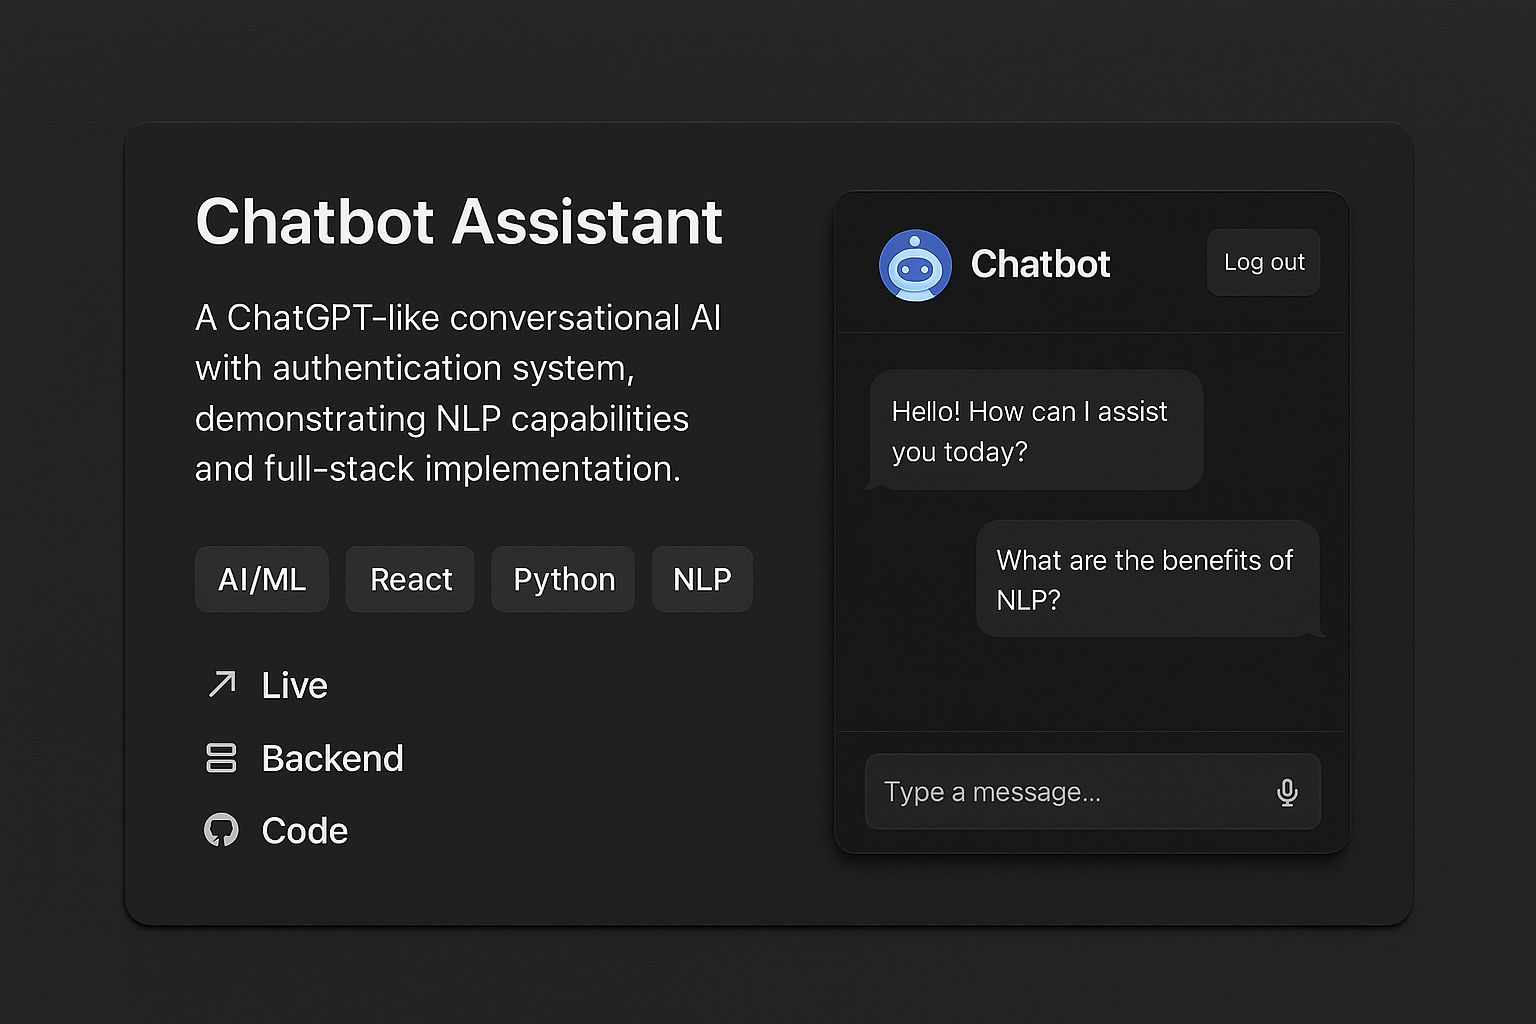 Chatbot Assistant
A ChatGPT-like conversational AI
with authentication system,
demonstrating NLP capabilities
and full-stack implementation.
AI/ML
React
Python
NLP
Live
Backend
Code
Chatbot
Log out
Hello! How can I assist
you today?
What are the benefits of
NLP?
Type a message...